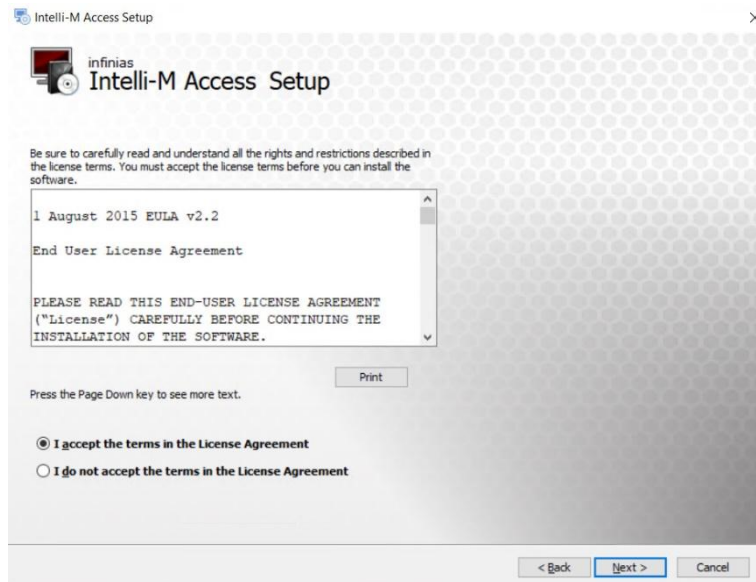 Intelli-M Access Setup
infinias
Intelli-M Access Setup
Be sure to carefully read and understand all the rights and restrictions described in
the license terms. You must accept the license terms before you can install the
software.
1 August 2015 EULA v2.2
End User License Agreement
PLEASE READ THIS END-USER LICENSE AGREEMENT
("License") CAREFULLY BEFORE CONTINUING THE
INSTALLATION OF THE SOFTWARE.
Print
Press the Page Down key to see more text.
I accept the terms in the License Agreement
I do not accept the terms in the License Agreement
< Back Next > Cancel